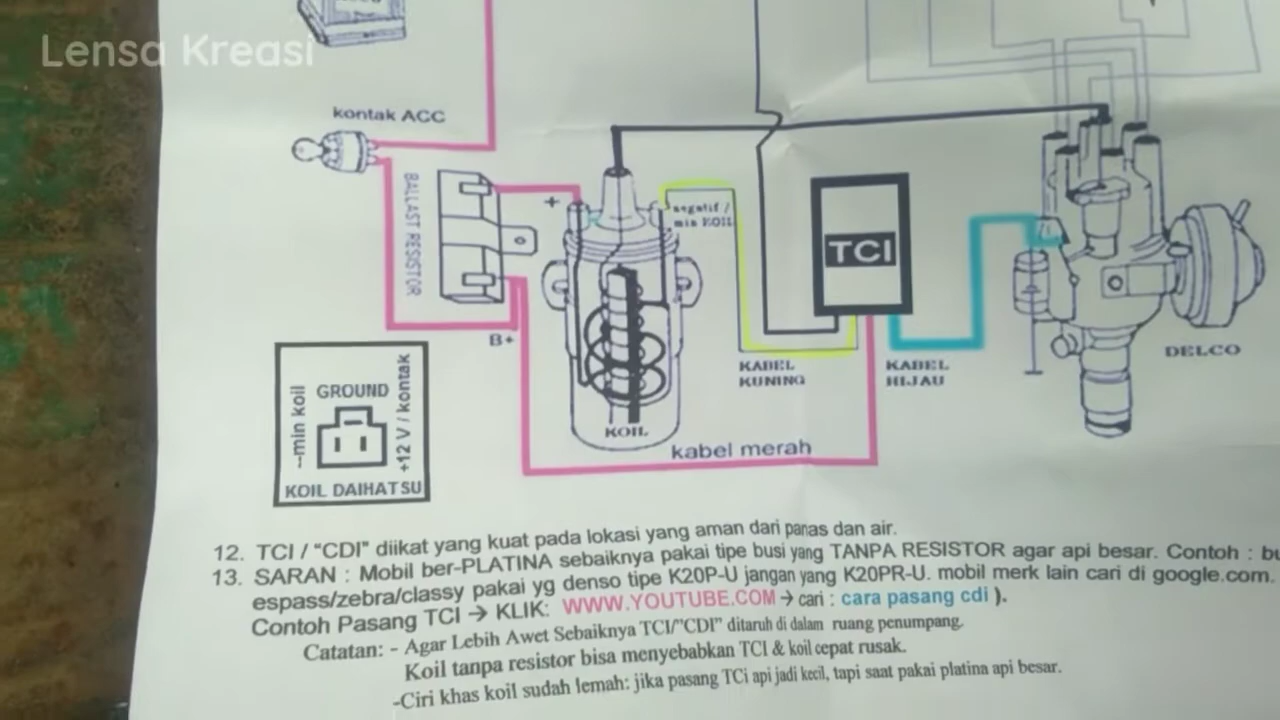 Lensa Kreasi
kontak ACC
BALLAST RESISTOR
+
negatif /
min KOIL
TCI
B+
KABEL
KUNING
KABEL
HIJAU
DELCO
--min koil
GROUND
+12 V / kontak
KOIL DAIHATSU
KOIL
kabel merah
12. TCI / "CDI" diikat yang kuat pada lokasi yang aman dari panas dan air.
13. SARAN : Mobil ber-PLATINA sebaiknya pakai tipe busi yang TANPA RESISTOR agar api besar. Contoh :
espass/zebra/classy pakai yg denso tipe K20P-U jangan yang K20PR-U. mobil merk lain cari di google.com.
Contoh Pasang TCI → KLIK: WWW.YOUTUBE.COM → cari : cara pasang cdi ).
Catatan: - Agar Lebih Awet Sebaiknya TCI/"CDI" ditaruh di dalam ruang penumpang.
Koil tanpa resistor bisa menyebabkan TCI & koil cepat rusak.
-Ciri khas koil sudah lemah: jika pasang TCi api jadi kecil, tapi saat pakai platina api besar.